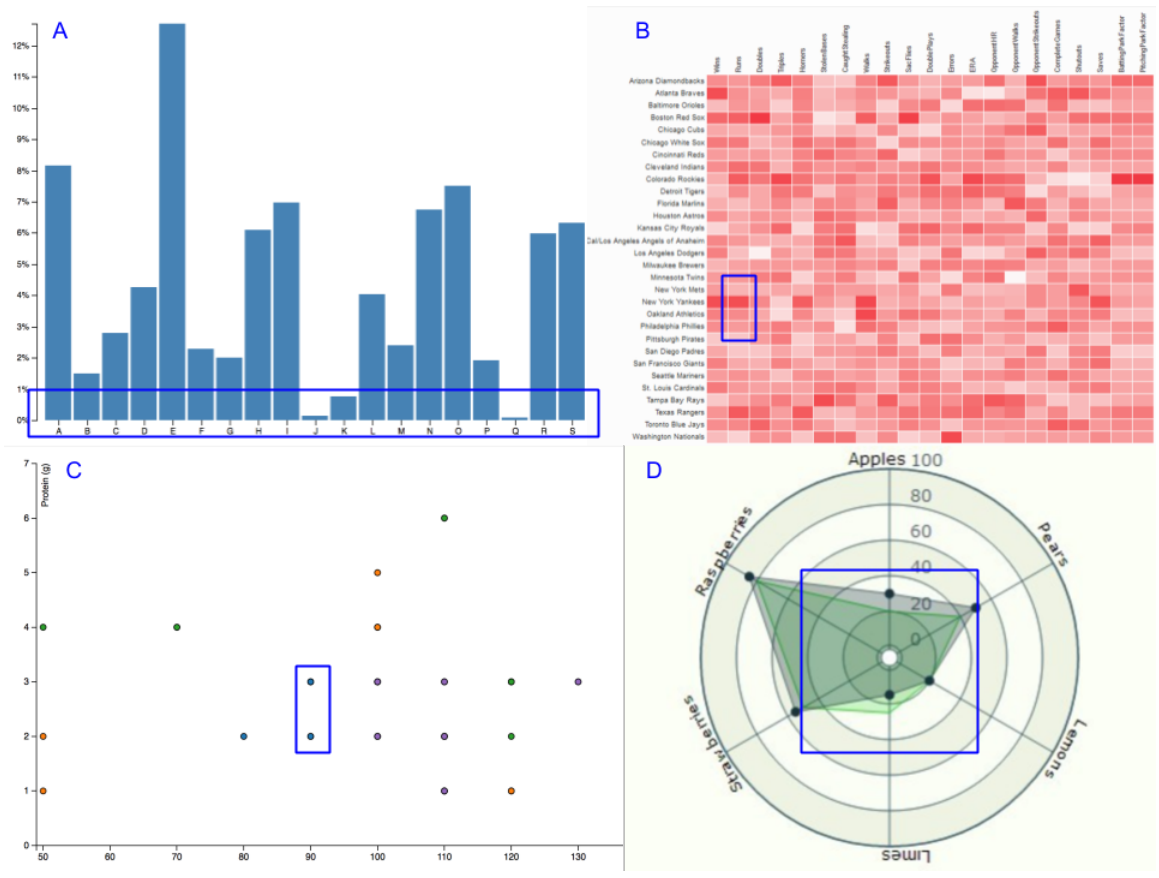 A
12%
11%
10%
9%
8%
7%
6%
5%
4%
3%
2%
1%
0%
A B C D E F G H I J K L M N O P Q R S
B
Wins Runs Doubles Triples Homers StolenBases CaughtStealing Walks Strikeouts Sac Flies DoublePlays Errors ERA OpponentHR OpponentWalks OpponentStrikeouts CompleteGames Shutouts Saves BattingParkFactor PitchingParkFactor
Arizona Diamondbacks
Atlanta Braves
Baltimore Orioles
Boston Red Sox
Chicago Cubs
Chicago White Sox
Cincinnati Reds
Cleveland Indians
Colorado Rockies
Detroit Tigers
Florida Marlins
Houston Astros
Kansas City Royals
Cal/Los Angeles Angels of Anaheim
Los Angeles Dodgers
Milwaukee Brewers
Minnesota Twins
New York Mets
New York Yankees
Oakland Athletics
Philadelphia Phillies
Pittsburgh Pirates
San Diego Padres
San Francisco Giants
Seattle Mariners
St. Louis Cardinals
Tampa Bay Rays
Texas Rangers
Toronto Blue Jays
Washington Nationals
C
Protein (g)
7
6
5
4
3
2
1
0
50 60 70 80 90 100 110 120 130
D
Apples 100
80
60
40
20
0
Pears
Lemons
Limes
Strawberries
Raspberries